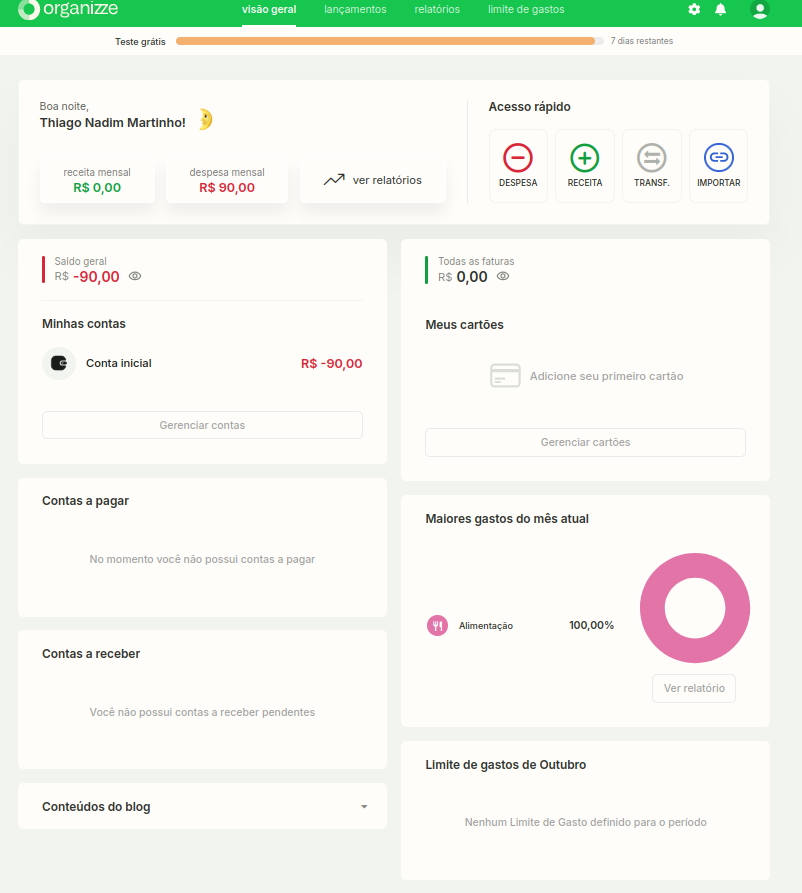 organizze
visão geral
lançamentos
relatórios
limite de gastos
Teste grátis
7 dias restantes
Boa noite,
Thiago Nadim Martinho!
receita mensal
R$ 0,00
despesa mensal
R$ 90,00
ver relatórios
Acesso rápido
DESPESA
RECEITA
TRANSF.
IMPORTAR
Saldo geral
R$ -90,00
Minhas contas
Conta inicial
R$ -90,00
Gerenciar contas
Todas as faturas
R$ 0,00
Meus cartões
Adicione seu primeiro cartão
Gerenciar cartões
Contas a pagar
No momento você não possui contas a pagar
Maiores gastos do mês atual
Alimentação
100,00%
Ver relatório
Contas a receber
Você não possui contas a receber pendentes
Limite de gastos de Outubro
Nenhum Limite de Gasto definido para o período
Conteúdos do blog